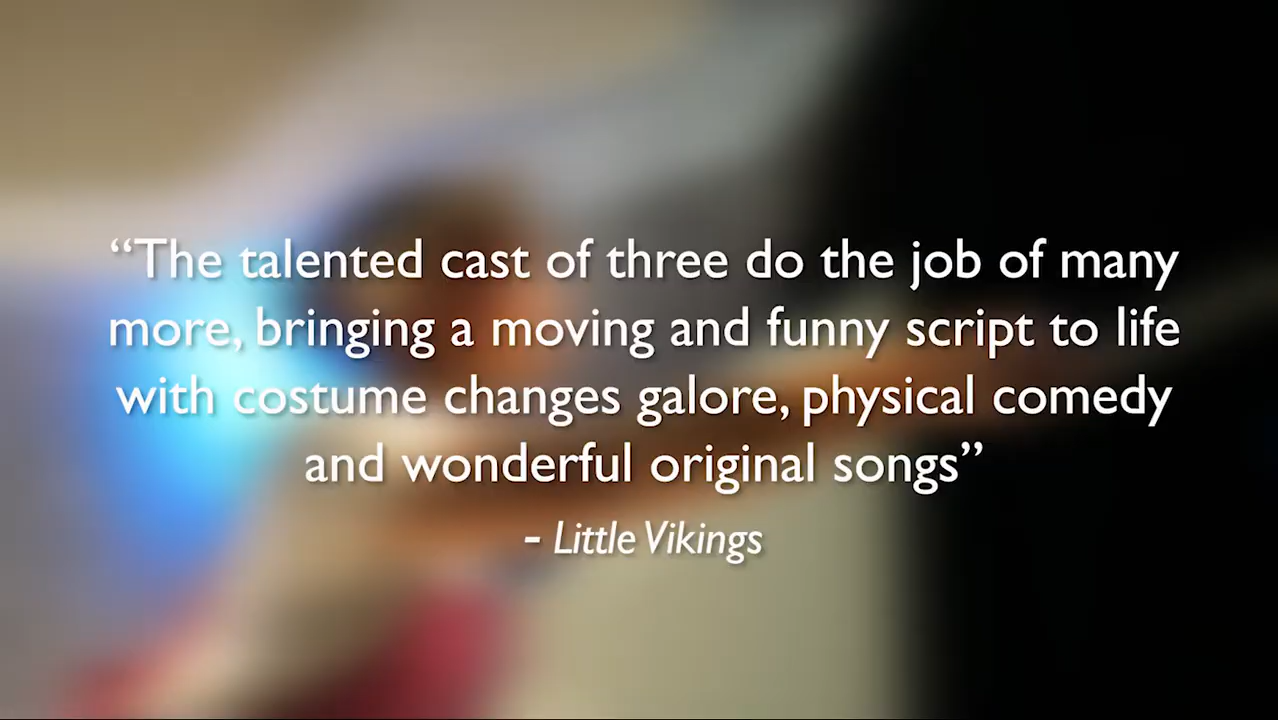 “The talented cast of three do the job of many
more, bringing a moving and funny script to life
with costume changes galore, physical comedy
and wonderful original songs”
- Little Vikings